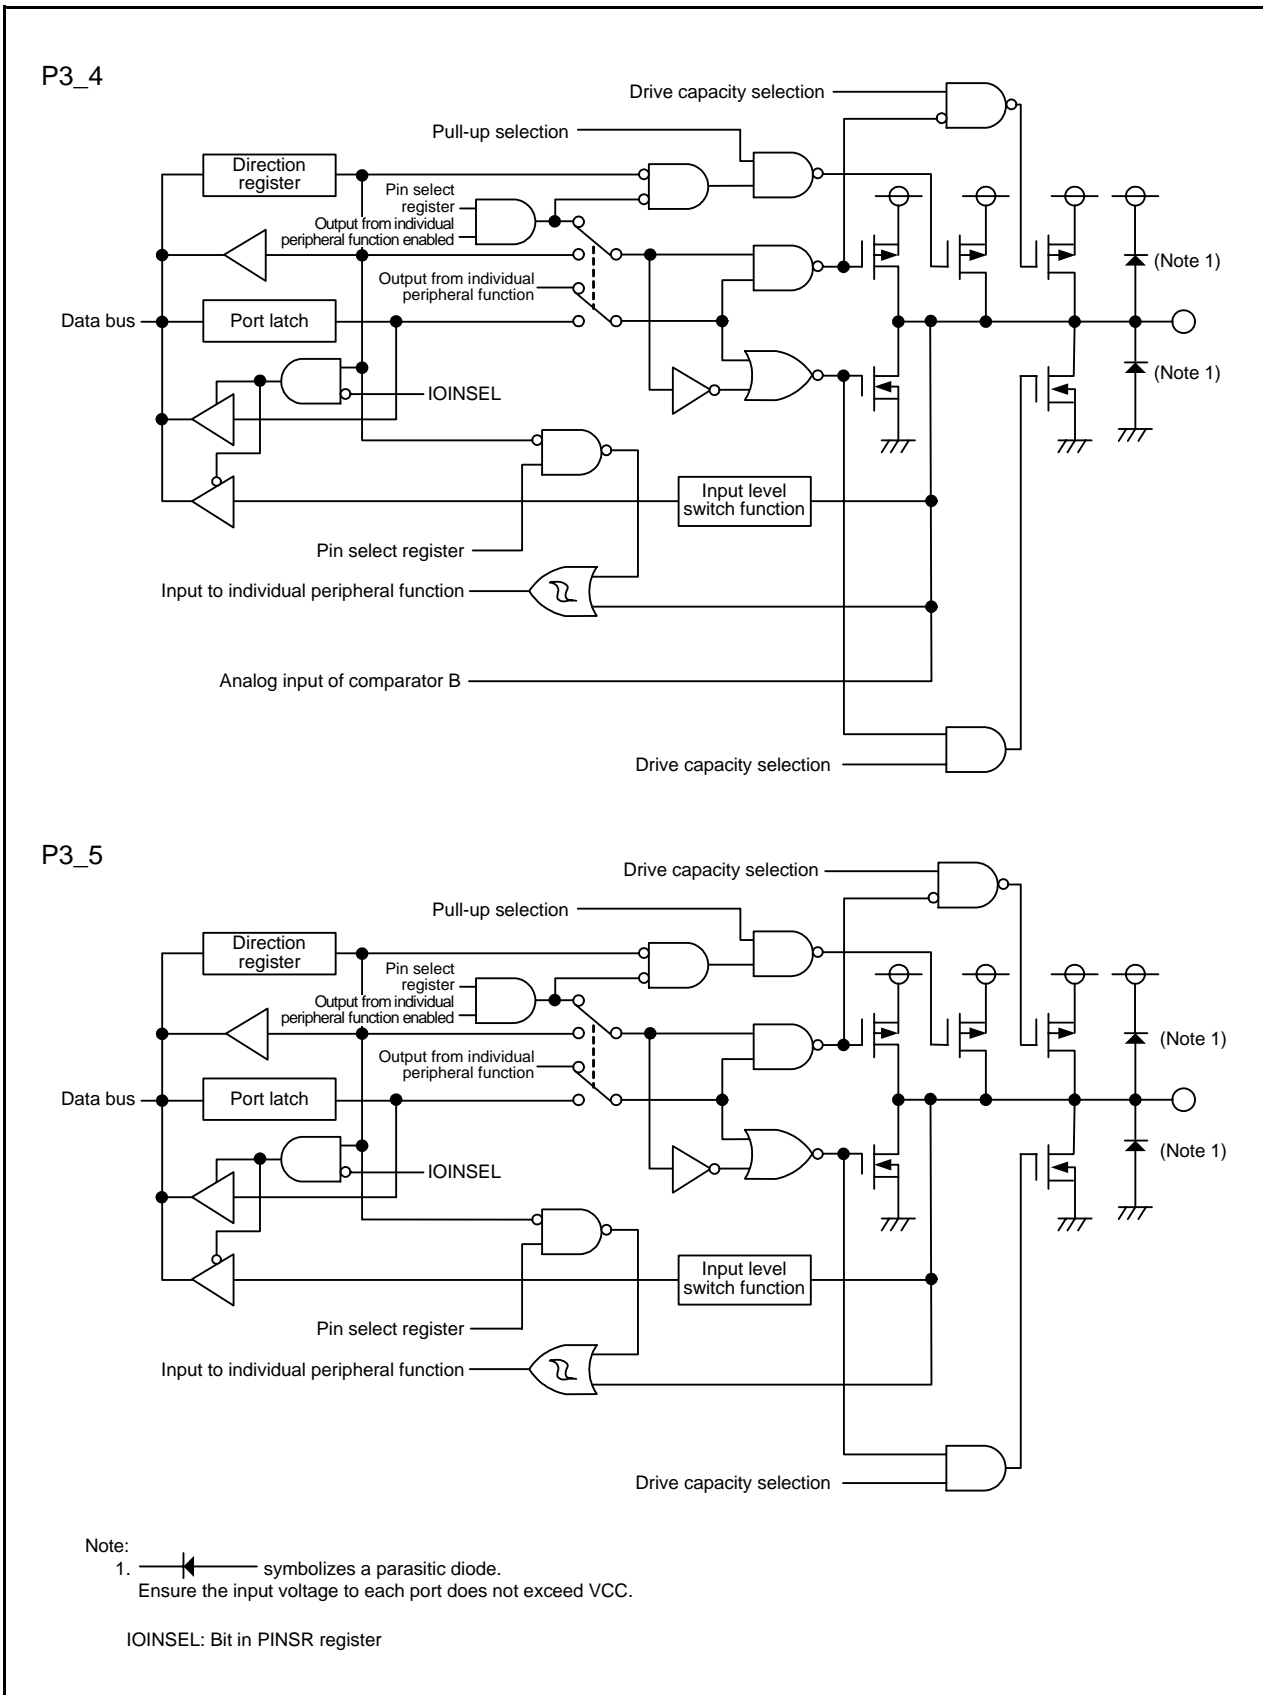 P3_4
Drive capacity selection
Pull-up selection
Direction
register
Pin select
register
Output from individual
peripheral function enabled
Output from individual
peripheral function
(Note 1)
Data bus
Port latch
(Note 1)
IOINSEL
Input level
switch function
Pin select register
Input to individual peripheral function
Analog input of comparator B
Drive capacity selection
P3_5
Drive capacity selection
Pull-up selection
Direction
register
Pin select
register
Output from individual
peripheral function enabled
Output from individual
peripheral function
(Note 1)
Data bus
Port latch
(Note 1)
IOINSEL
Input level
switch function
Pin select register
Input to individual peripheral function
Drive capacity selection
Note:
1. symbolizes a parasitic diode.
Ensure the input voltage to each port does not exceed VCC.
IOINSEL: Bit in PINSR register